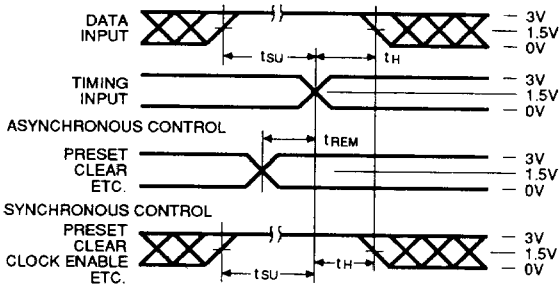 DATA
INPUT
3V
1.5V
0V
tSU
tH
TIMING
INPUT
3V
1.5V
0V
ASYNCHRONOUS CONTROL
tREM
PRESET
CLEAR
ETC.
3V
1.5V
0V
SYNCHRONOUS CONTROL
PRESET
CLEAR
CLOCK ENABLE
ETC.
3V
1.5V
0V
tSU
tH